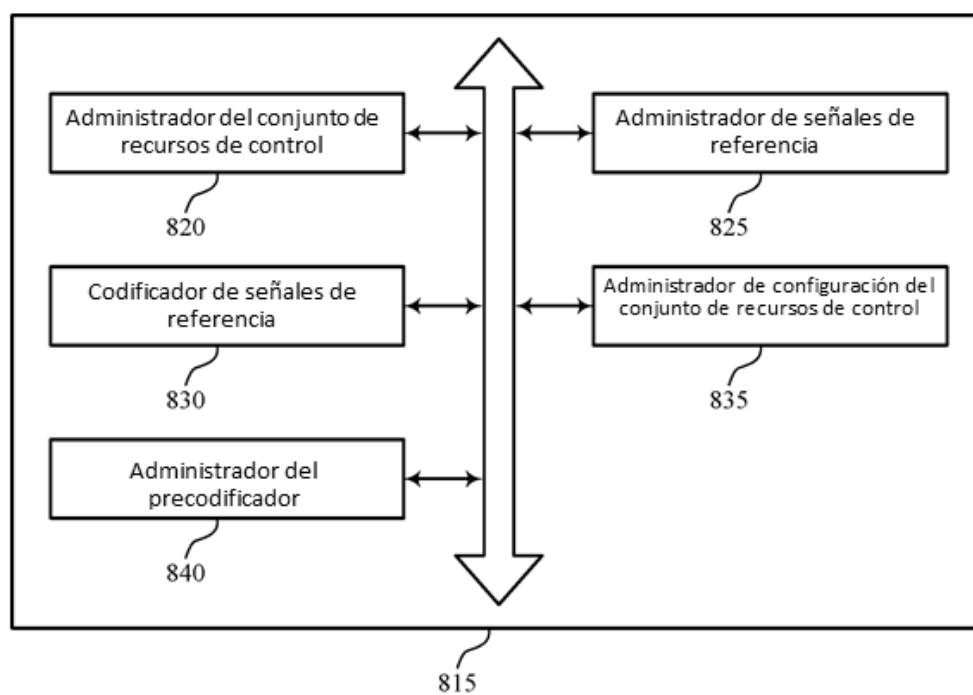 Administrador del conjunto de
recursos de control
820
Administrador de señales de
referencia
825
Codificador de señales de
referencia
830
Administrador de configuración del
conjunto de recursos de control
835
Administrador del
precodificador
840
815